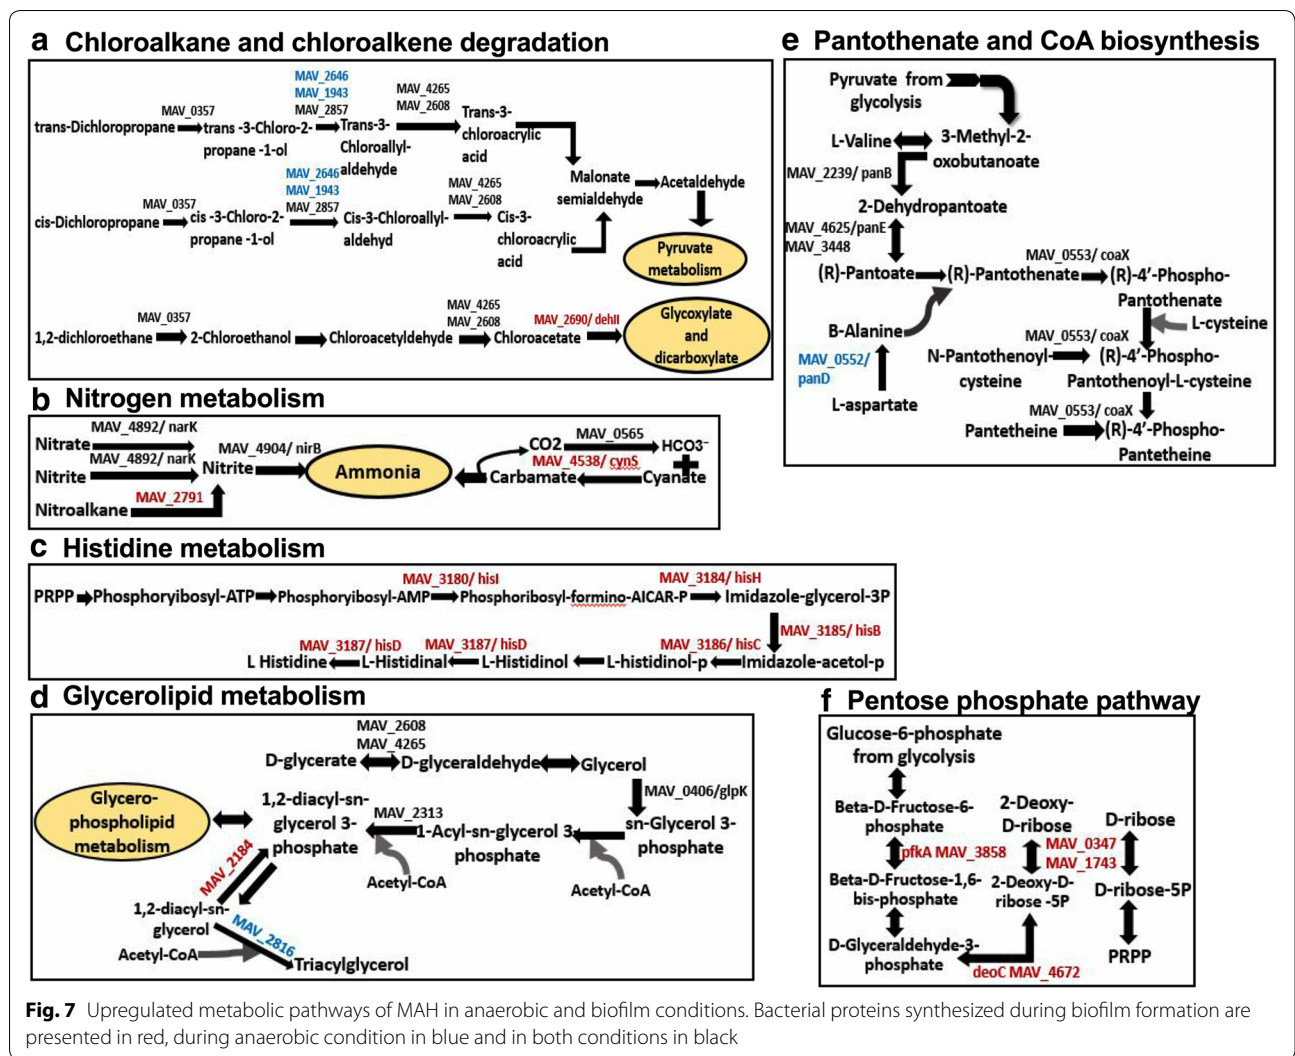 a Chloroalkane and chloroalkene degradation
MAV_2646
MAV_1943
MAV_2857
MAV_0357
MAV_4265
MAV_2608
trans-Dichloropropane
trans -3-Chloro-2-
propane -1-ol
Trans-3-
Chloroallyl-
aldehyde
Trans-3-
chloroacrylic
acid
MAV_2646
MAV_1943
MAV_2857
MAV_0357
MAV_4265
MAV_2608
cis-Dichloropropane
cis -3-Chloro-2-
propane -1-ol
Cis-3-Chloroallyl-
aldehyd
Cis-3-
chloroacrylic
acid
Malonate
semialdehyde
Acetaldehyde
Pyruvate
metabolism
MAV_0357
MAV_4265
MAV_2608
MAV_2690/ dehII
1,2-dichloroethane
2-Chloroethanol
Chloroacetyldehyde
Chloroacetate
Glycoxylate
and
dicarboxylate
b Nitrogen metabolism
MAV_4892/ narK
Nitrate
MAV_4892/ narK
Nitrite
Nitrite
MAV_4904/ nirB
MAV_2791
Nitroalkane
Ammonia
CO2
MAV_0565
HCO3⁻
MAV_4538/ cynS
Carbamate
Cyanate
c Histidine metabolism
MAV_3180/ hisI
MAV_3184/ hisH
PRPP
Phosphoryibosyl-ATP
Phosphoryibosyl-AMP
Phosphoribosyl-formino-AICAR-P
Imidazole-glycerol-3P
MAV_3185/ hisB
MAV_3187/ hisD
MAV_3187/ hisD
MAV_3186/ hisC
L Histidine
L-Histidinal
L-Histidinol
L-histidinol-p
Imidazole-acetol-p
d Glycerolipid metabolism
MAV_2608
MAV_4265
D-glycerate
D-glyceraldehyde
Glycerol
MAV_0406/glpK
Glycero-
phospholipid
metabolism
1,2-diacyl-sn-
glycerol 3-
phosphate
MAV_2313
1-Acyl-sn-glycerol 3
phosphate
sn-Glycerol 3-
phosphate
Acetyl-CoA
Acetyl-CoA
MAV_2184
1,2-diacyl-sn-
glycerol
MAV_2816
Acetyl-CoA
Triacylglycerol
e Pantothenate and CoA biosynthesis
Pyruvate from
glycolysis
L-Valine
3-Methyl-2-
oxobutanoate
MAV_2239/ panB
2-Dehydropantoate
MAV_4625/panE
MAV_3448
MAV_0553/ coaX
(R)-Pantoate
(R)-Pantothenate
(R)-4'-Phospho-
Pantothenate
L-cysteine
B-Alanine
MAV_0553/ coaX
MAV_0552/
panD
N-Pantothenoyl-
cysteine
(R)-4'-Phospho-
Pantothenoyl-L-cysteine
L-aspartate
MAV_0553/ coaX
Pantetheine
(R)-4'-Phospho-
Pantetheine
f Pentose phosphate pathway
Glucose-6-phosphate
from glycolysis
Beta-D-Fructose-6-
phosphate
2-Deoxy-
D-ribose
D-ribose
pfkA MAV_3858
MAV_0347
MAV_1743
Beta-D-Fructose-1,6-
bis-phosphate
2-Deoxy-D-
ribose -5P
D-ribose-5P
D-Glyceraldehyde-3-
phosphate
PRPP
deoC MAV_4672
Fig. 7 Upregulated metabolic pathways of MAH in anaerobic and biofilm conditions. Bacterial proteins synthesized during biofilm formation are
presented in red, during anaerobic condition in blue and in both conditions in black